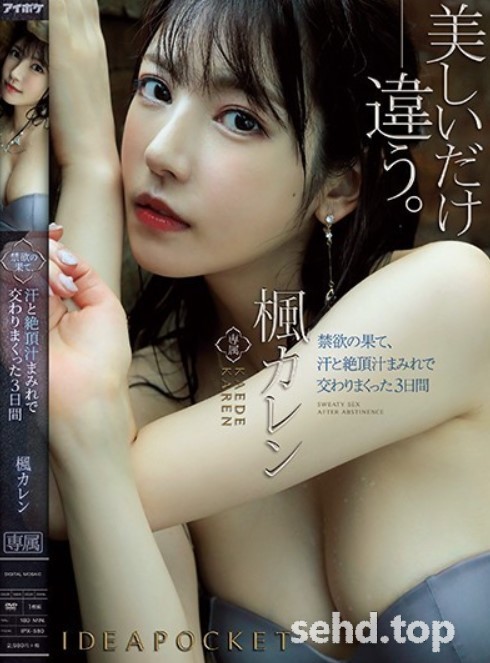 アイポケ
禁欲の果て、
汗と絶頂汁まみれで
交わりまくった3日間
楓カレン
専属
DIGITAL MOSAIC
DVD
美しいだけ
―違う。
楓カレン
専属
KAEDE
KAREN
禁欲の果て、
汗と絶頂汁まみれで
交わりまくった3日間
SWEATY SEX
AFTER ABSTINENCE
IDEAPOCKET
sehd.top